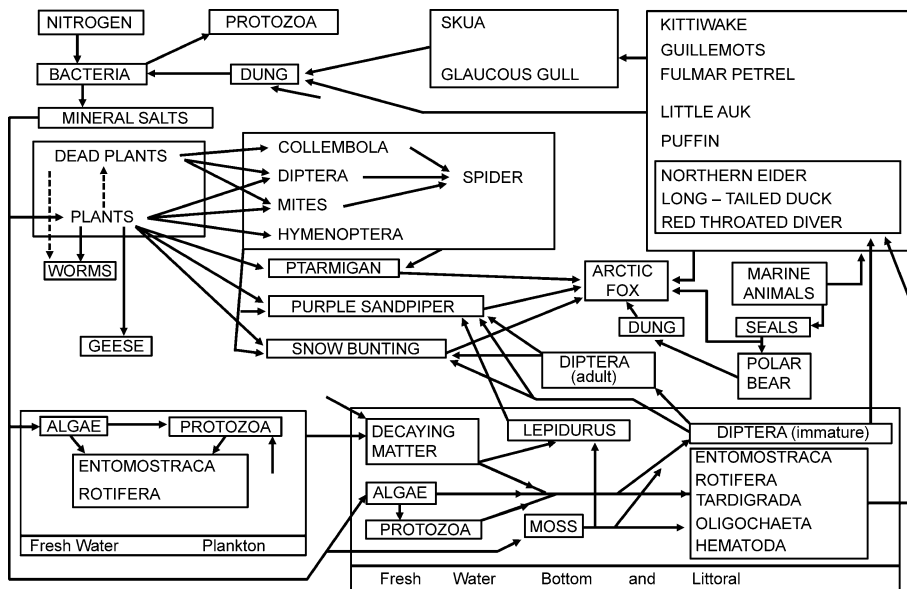 NITROGEN
PROTOZOA
BACTERIA
DUNG
MINERAL SALTS
SKUA
GLAUCOUS GULL
KITTIWAKE
GUILLEMOTS
FULMAR PETREL
LITTLE AUK
PUFFIN
NORTHERN EIDER
LONG – TAILED DUCK
RED THROATED DIVER
DEAD PLANTS
PLANTS
WORMS
GEESE
COLLEMBOLA
DIPTERA
MITES
HYMENOPTERA
SPIDER
PTARMIGAN
PURPLE SANDPIPER
SNOW BUNTING
ARCTIC
FOX
MARINE
ANIMALS
DUNG
SEALS
POLAR
BEAR
DIPTERA
(adult)
ALGAE
PROTOZOA
ENTOMOSTRACA
ROTIFERA
Fresh Water Plankton
DECAYING
MATTER
LEPIDURUS
DIPTERA (immature)
ALGAE
PROTOZOA
MOSS
ENTOMOSTRACA
ROTIFERA
TARDIGRADA
OLIGOCHAETA
HEMATODA
Fresh Water Bottom and Littoral